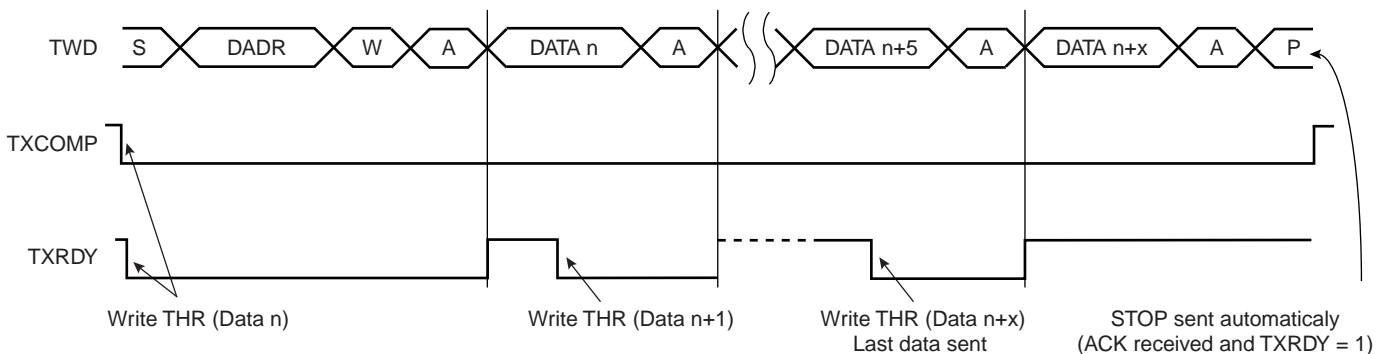 TWD S DADR W A DATA n A DATA n+5 A DATA n+x A P
TXCOMP
TXRDY
Write THR (Data n)
Write THR (Data n+1)
Write THR (Data n+x)
Last data sent
STOP sent automaticaly
(ACK received and TXRDY = 1)